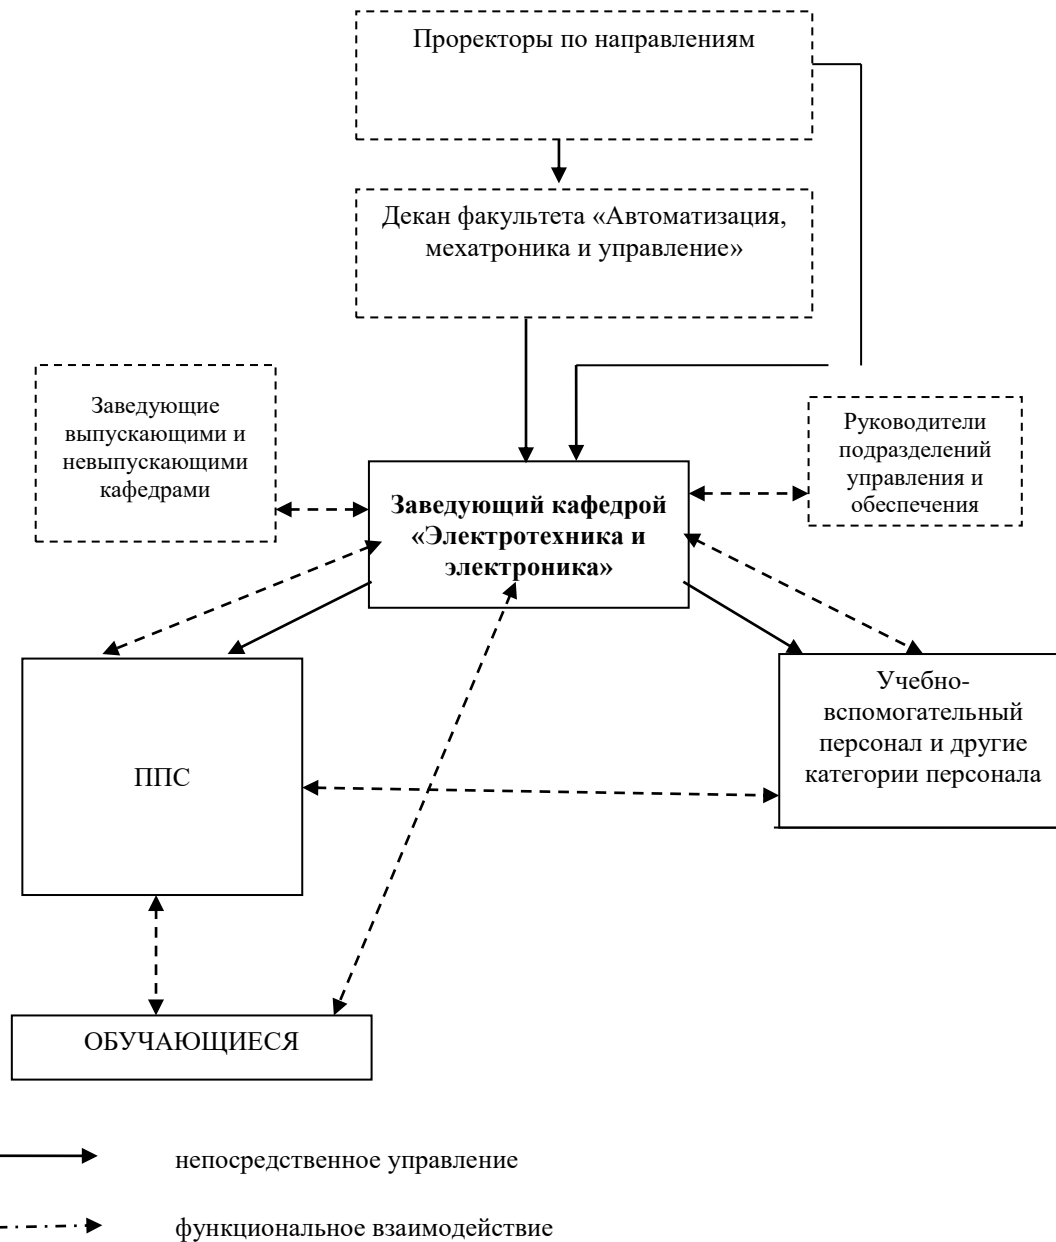 Проректоры по направлениям
Декан факультета «Автоматизация,
мехатроника и управление»
Заведующие
выпускающими и
невыпускающими
кафедрами
Руководители
подразделений
управления и
обеспечения
Заведующий кафедрой
«Электротехника и
электроника»
ППС
Учебно-
вспомогательный
персонал и другие
категории персонала
ОБУЧАЮЩИЕСЯ
непосредственное управление
функциональное взаимодействие